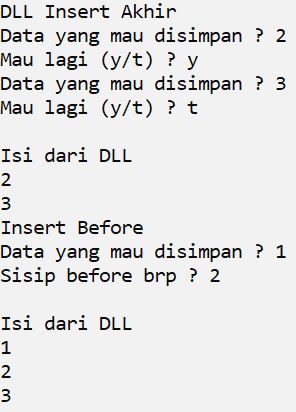 DLL Insert Akhir
Data yang mau disimpan ? 2
Mau lagi (y/t) ? y
Data yang mau disimpan ? 3
Mau lagi (y/t) ? t
Isi dari DLL
2
3
Insert Before
Data yang mau disimpan ? 1
Sisip before brp ? 2
Isi dari DLL
1
2
3